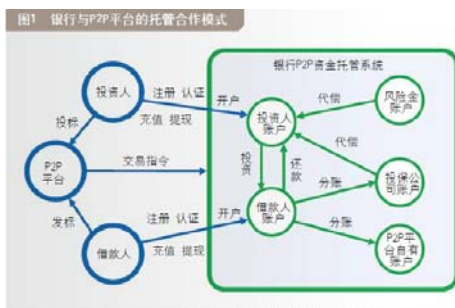 图1 银行与P2P平台的托管合作模式
银行P2P资金托管系统
投资人
注册 认证
开户
充值 提现
投资人
账户
代偿
风险金
账户
投标
P2P
平台
交易指令
投资
还款
代偿
担保公
司账户
发标
借款人
注册 认证
开户
充值 提现
借款人
账户
分账
分账
P2P平
台自有
账户